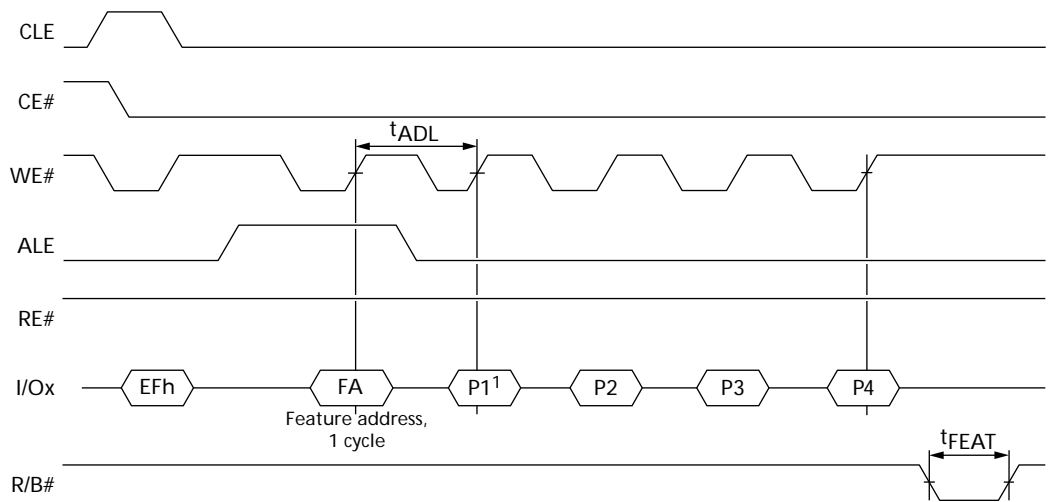 CLE
CE#
tADL
WE#
ALE
RE#
I/Ox EFh FA P1¹ P2 P3 P4
Feature address,
1 cycle
tFEAT
R/B#